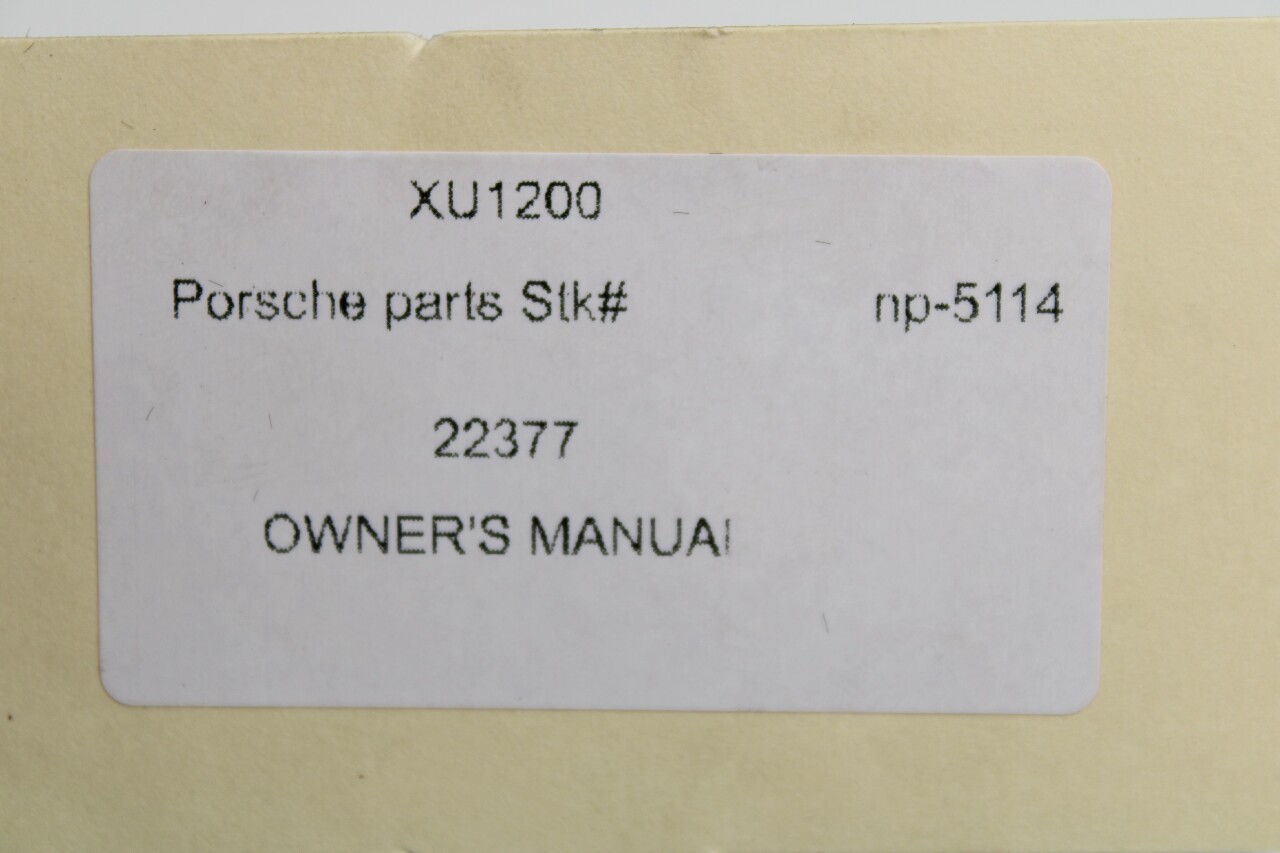 XU1200
Porsche parts Stk# np-5114
22377
OWNER'S MANUAL